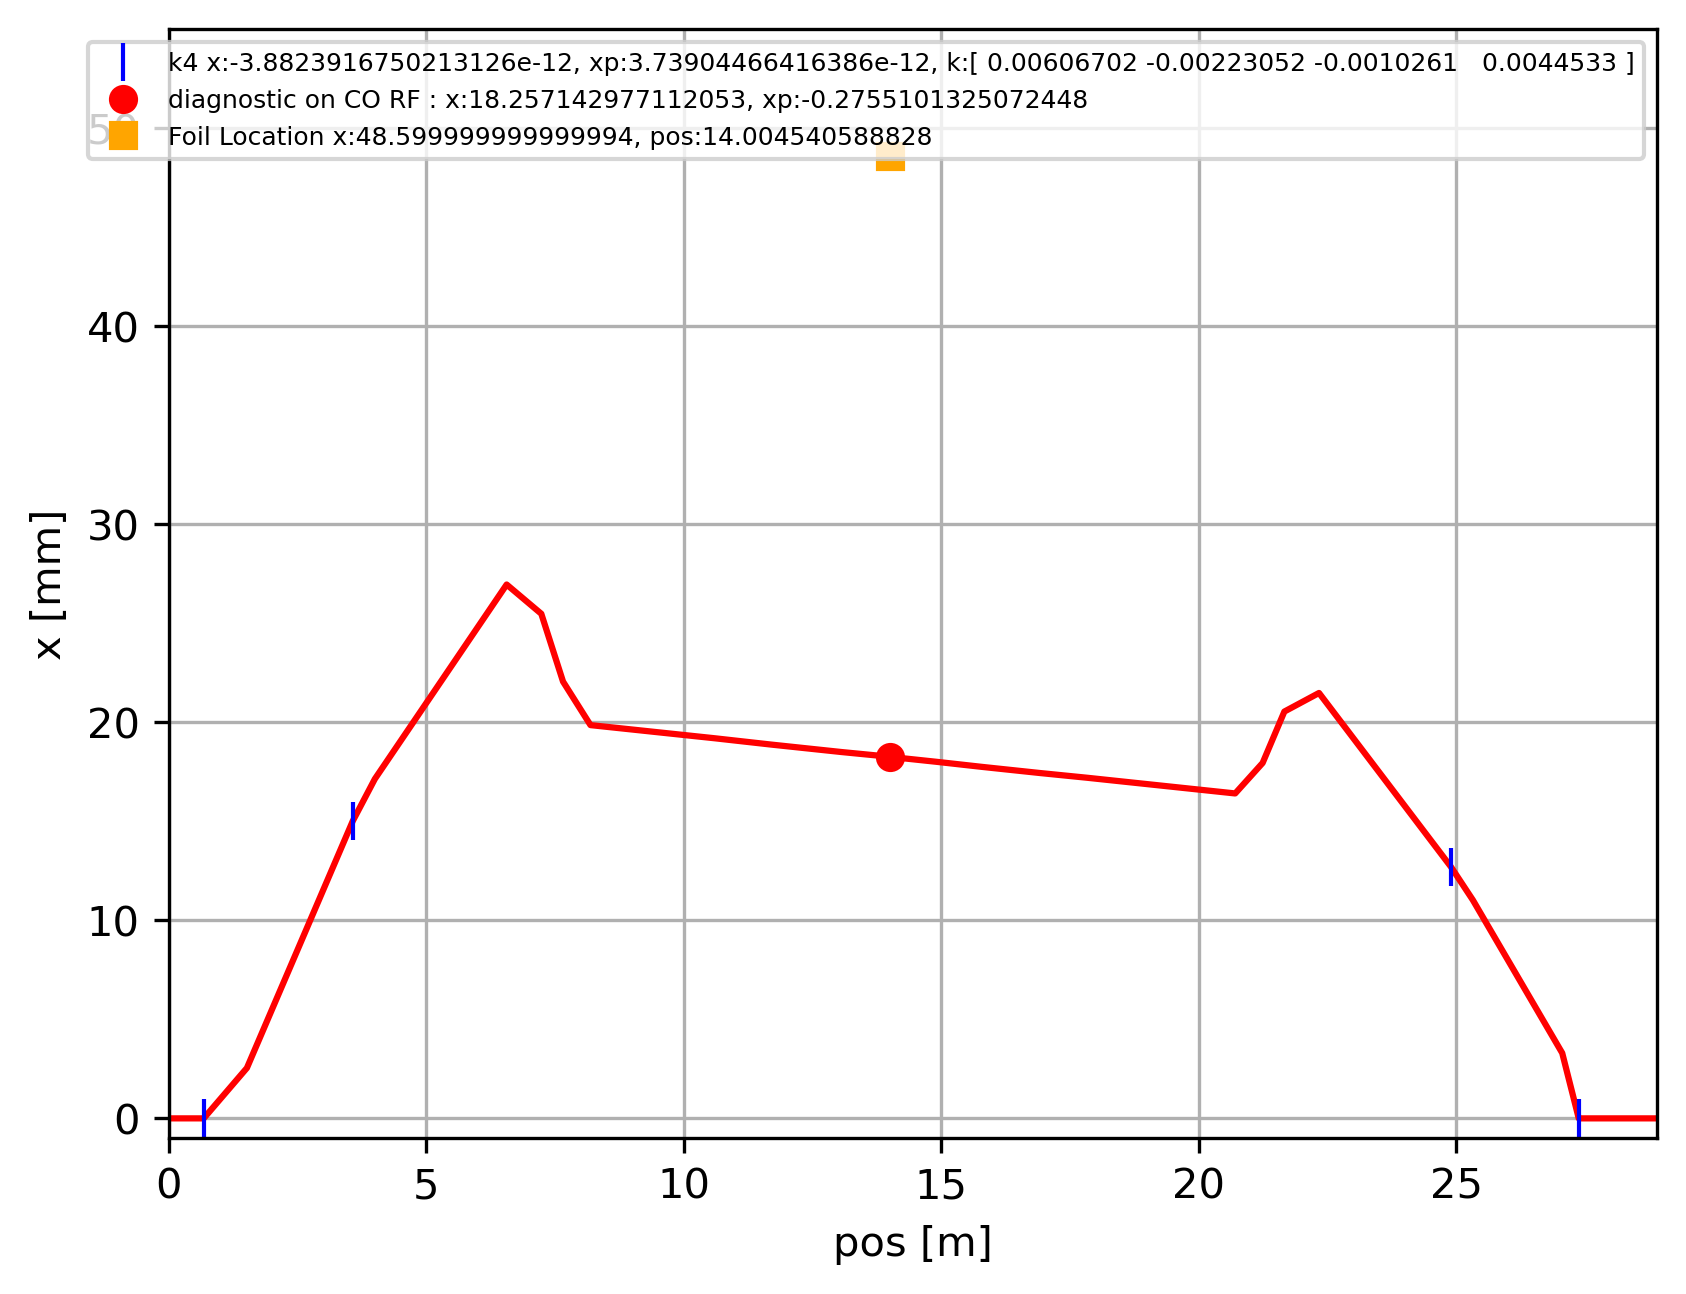 k4 x:-3.8823916750213126e-12, xp:3.73904466416386e-12, k:[ 0.00606702 -0.00223052 -0.0010261 0.0044533 ]
diagnostic on CO RF : x:18.257142977112053, xp:-0.2755101325072448
50
Foil Location x:48.599999999999994, pos:14.004540588828
40
30
20
10
0
x [mm]
0 5 10 15 20 25
pos [m]